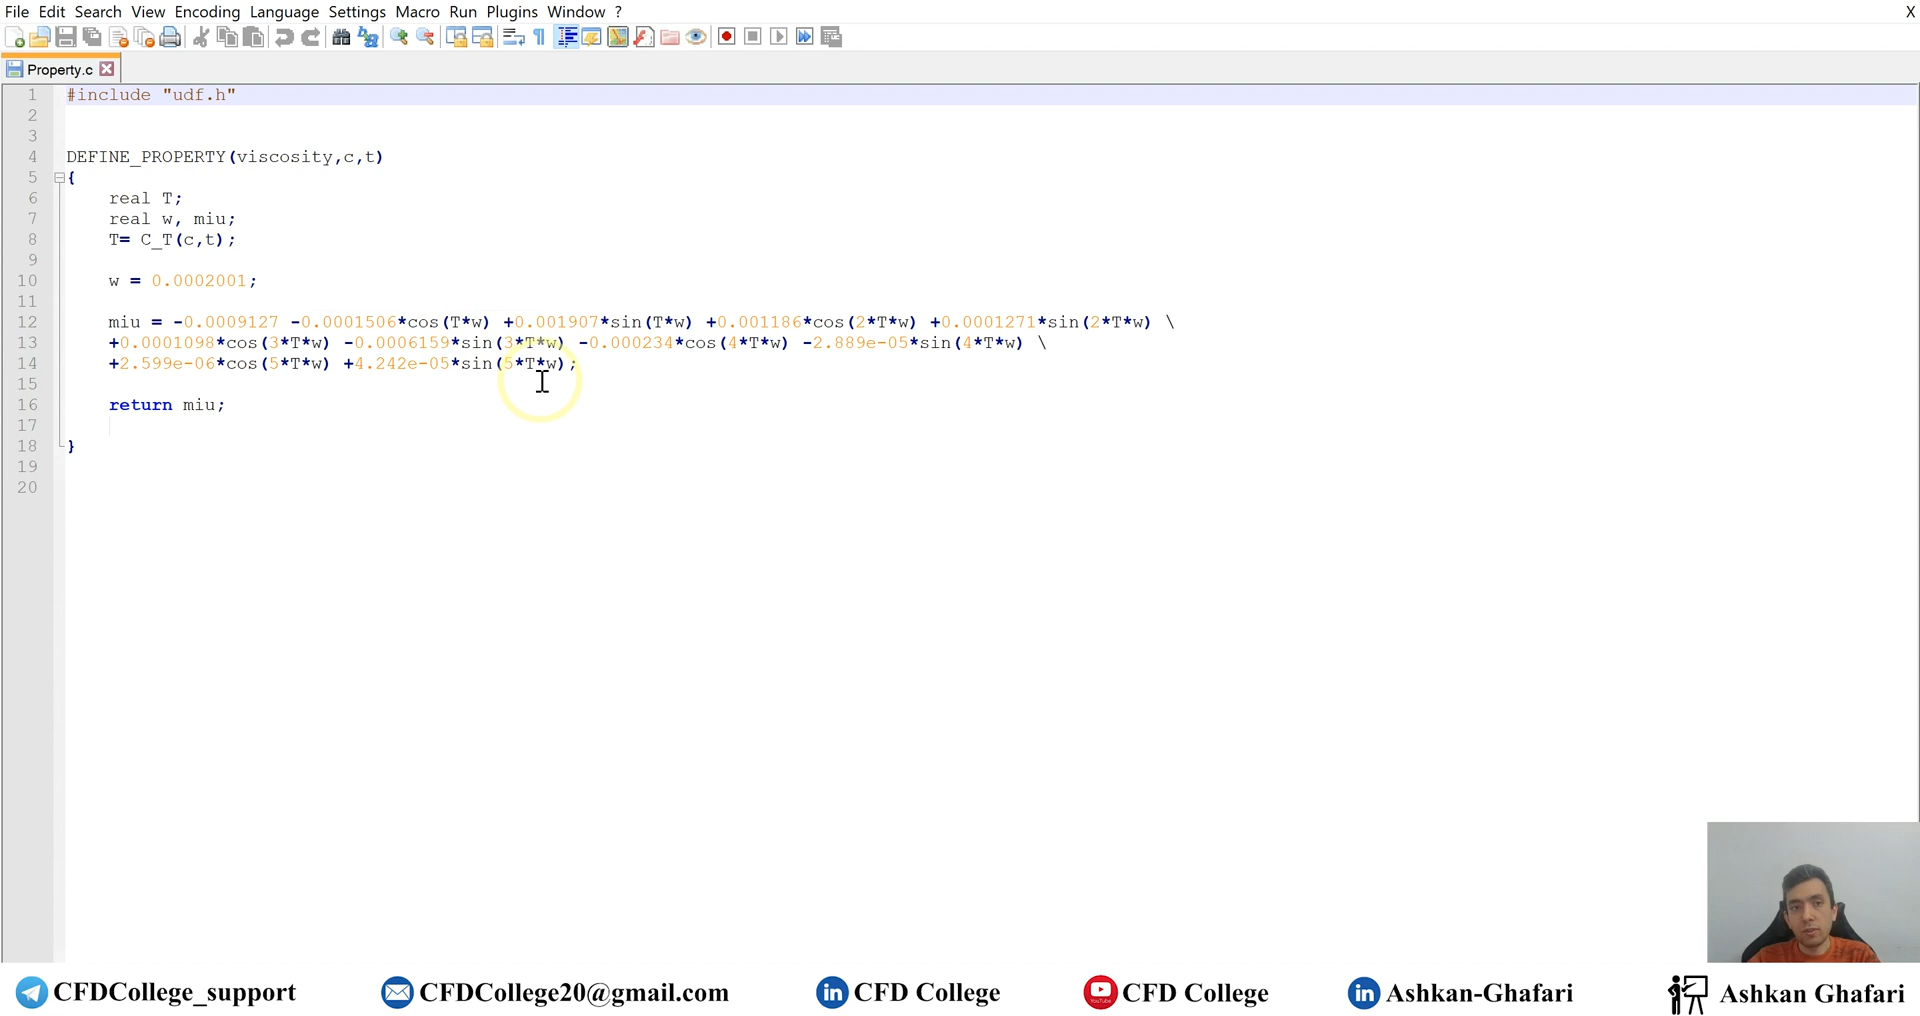 File Edit Search View Encoding Language Settings Macro Run Plugins Window ? X
Property.c
1 #include "udf.h"
2
3
4 DEFINE_PROPERTY(viscosity,c,t)
5 {
6 real T;
7 real w, miu;
8 T= C_T(c,t);
9
10 w = 0.0002001;
11
12 miu = -0.0009127 -0.0001506*cos(T*w) +0.001907*sin(T*w) +0.001186*cos(2*T*w) +0.0001271*sin(2*T*w) \
13 +0.0001098*cos(3*T*w) -0.0006159*sin(3*T*w) -0.000234*cos(4*T*w) -2.889e-05*sin(4*T*w) \
14 +2.599e-06*cos(5*T*w) +4.242e-05*sin(5*T*w);
15
16 return miu;
17
18 }
19
20
CFDCollege_support CFDCollege20@gmail.com in CFD College YouTube CFD College in Ashkan-Ghafari Ashkan Ghafari